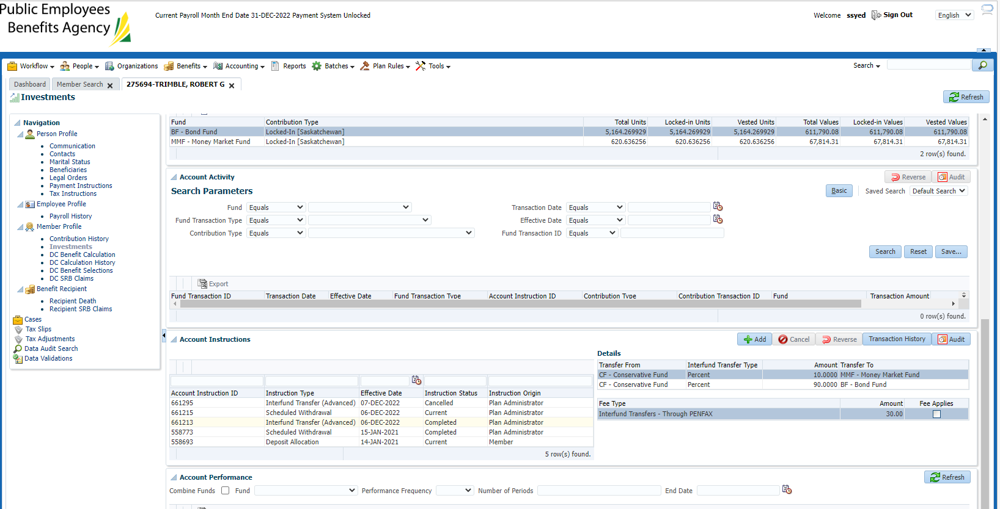 Public Employees
Benefits Agency
Current Payroll Month End Date 31-DEC-2022 Payment System Unlocked
Welcome ssyed Sign Out English
Workflow People Organizations Benefits Accounting Reports Batches Plan Rules Tools Search
Dashboard Member Search 275694-TRIMBLE, ROBERT G
Investments Refresh
Navigation
Person Profile
Communication
Contacts
Marital Status
Beneficiaries
Legal Orders
Payment Instructions
Tax Instructions
Employee Profile
Payroll History
Member Profile
Contribution History
Investments
DC Benefit Calculation
DC Calculation History
DC Benefit Selections
DC SRB Claims
Benefit Recipient
Recipient Death
Recipient SRB Claims
Cases
Tax Slips
Tax Adjustments
Data Audit Search
Data Validations
Fund Contribution Type Total Units Locked-in Units Vested Units Total Values Locked-in Values Vested Values
BF - Bond Fund Locked-In [Saskatchewan] 5,164.269929 5,164.269929 5,164.269929 611,790.08 611,790.08 611,790.08
MMF - Money Market Fund Locked-In [Saskatchewan] 620.636256 620.636256 620.636256 67,814.31 67,814.31 67,814.31
2 row(s) found.
Account Activity Reverse Audit
Search Parameters Basic Saved Search Default Search
Fund Equals Transaction Date Equals
Fund Transaction Type Equals Effective Date Equals
Contribution Type Equals Fund Transaction ID Equals
Search Reset Save...
Export
Fund Transaction ID Transaction Date Effective Date Fund Transaction Type Account Instruction ID Contribution Type Contribution Transaction ID Fund Transaction Amount
0 row(s) found.
Account Instructions Add Cancel Reverse Transaction History Audit
Account Instruction ID Instruction Type Effective Date Instruction Status Instruction Origin
661295 Interfund Transfer (Advanced) 07-DEC-2022 Cancelled Plan Administrator
661215 Scheduled Withdrawal 06-DEC-2022 Current Plan Administrator
661213 Interfund Transfer (Advanced) 06-DEC-2022 Completed Plan Administrator
558773 Scheduled Withdrawal 15-JAN-2021 Completed Plan Administrator
558693 Deposit Allocation 14-JAN-2021 Current Member
5 row(s) found.
Details
Transfer From Interfund Transfer Type Amount Transfer To
CF - Conservative Fund Percent 10.0000 MMF - Money Market Fund
CF - Conservative Fund Percent 90.0000 BF - Bond Fund
Fee Type Amount Fee Applies
Interfund Transfers - Through PENFAX 30.00
Account Performance Refresh
Combine Funds Fund Performance Frequency Number of Periods End Date